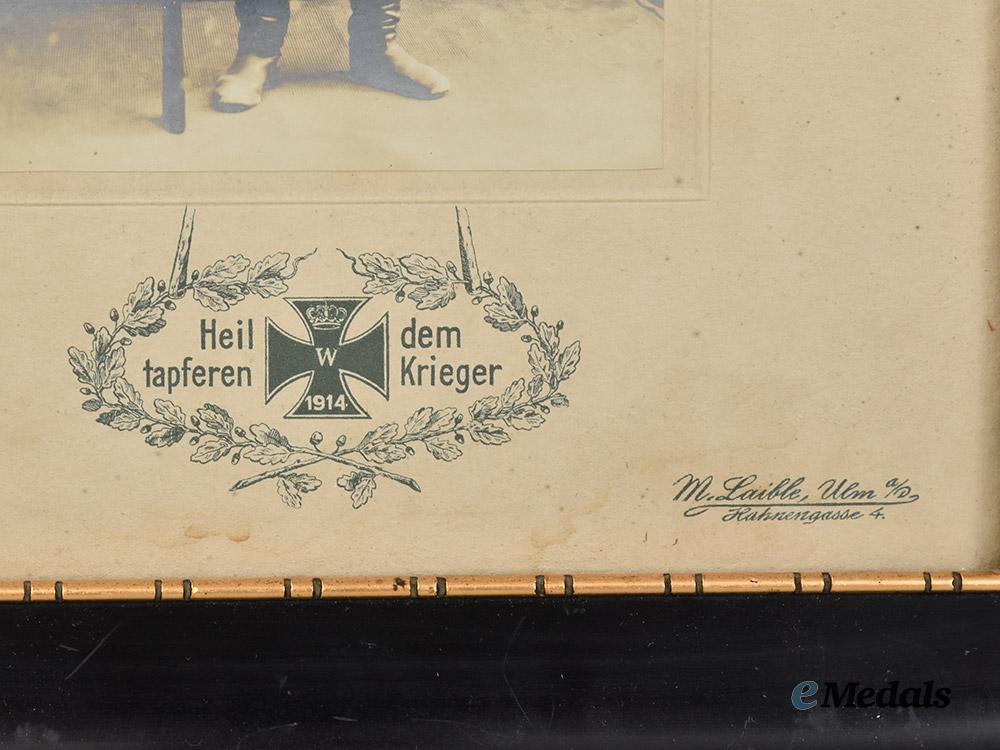 Heil dem
tapferen Krieger
W
1914
M. Laible, Ulm a/D.
Hahnengasse 4.
eMedals